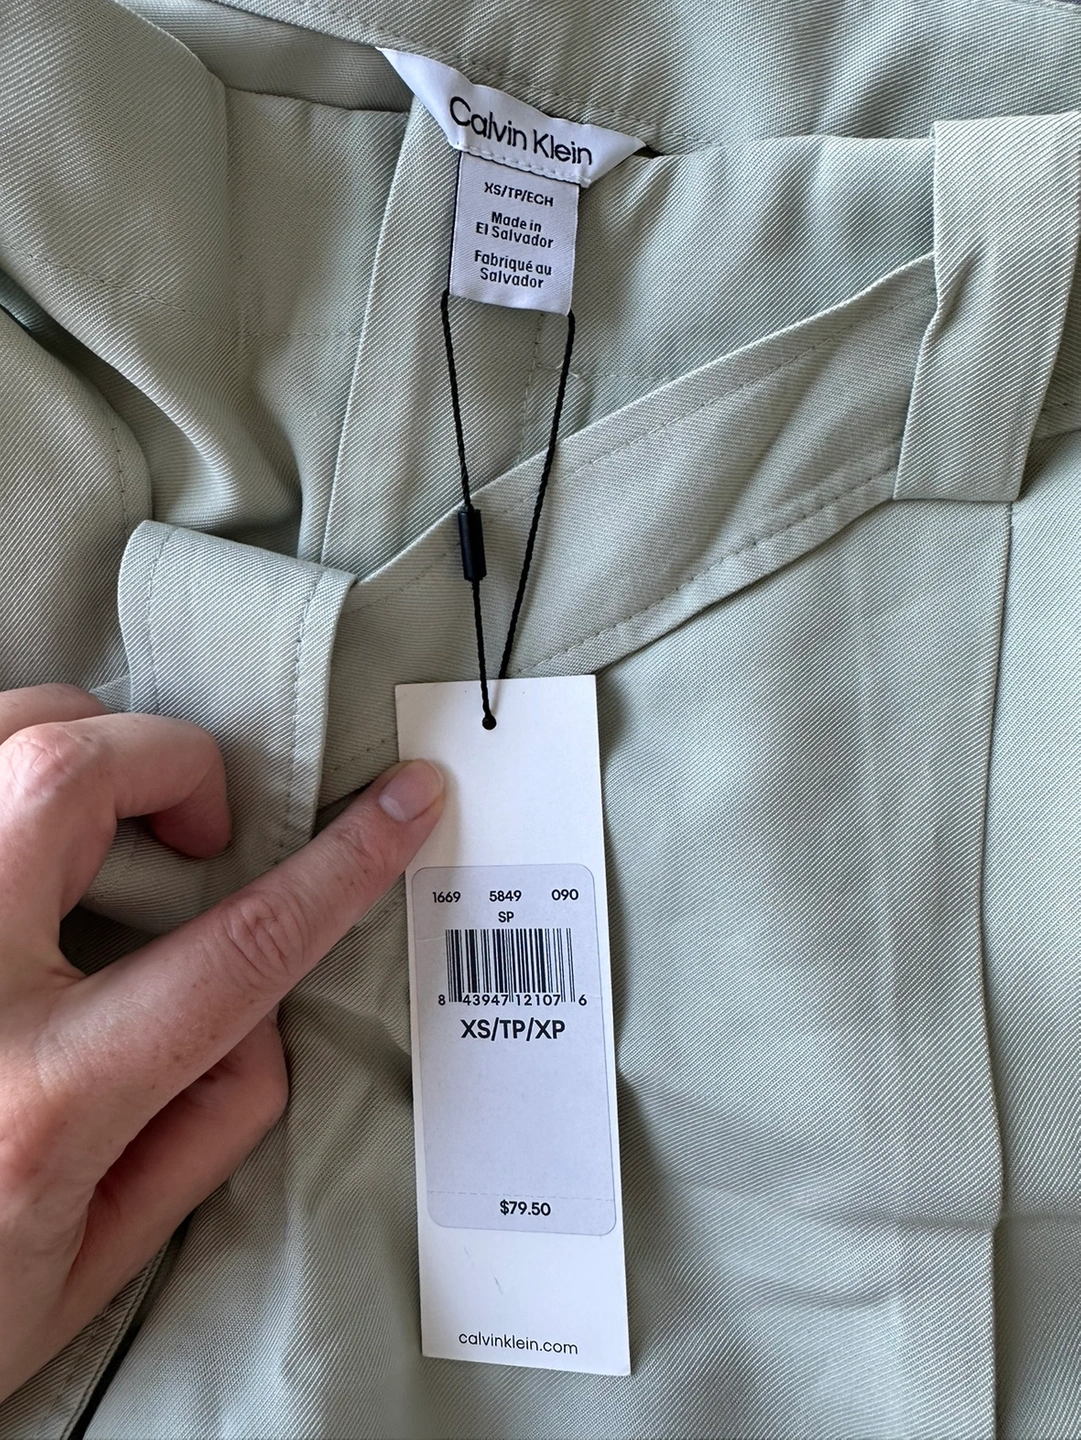 Calvin Klein
XS/TP/ECH
Made in
El Salvador
Fabriqué au
Salvador
1669 5849 090
SP
8 43947 12107 6
XS/TP/XP
$79.50
calvinklein.com